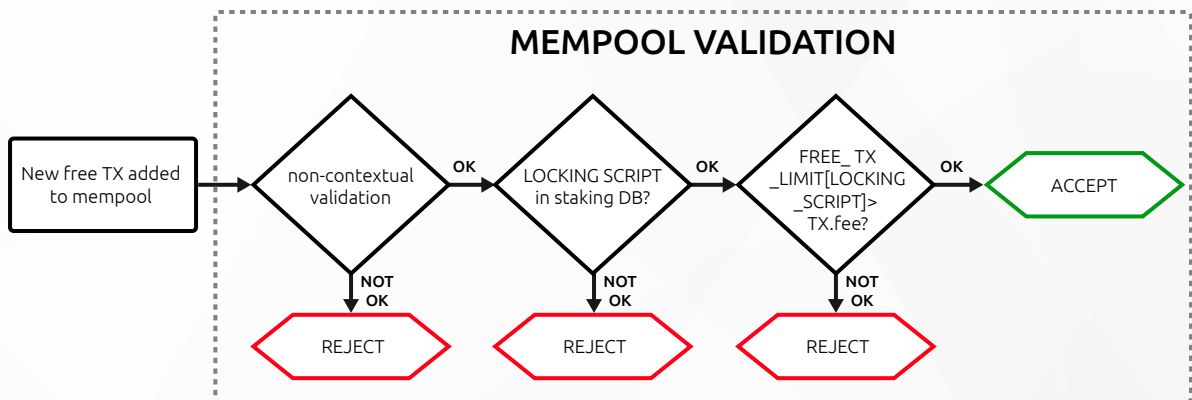 MEMPOOL VALIDATION
New free TX added
to mempool
non-contextual
validation
OK
LOCKING SCRIPT
in staking DB?
OK
FREE_ TX
_LIMIT[LOCKING
_SCRIPT]>
TX.fee?
OK
ACCEPT
NOT
OK
NOT
OK
NOT
OK
REJECT
REJECT
REJECT